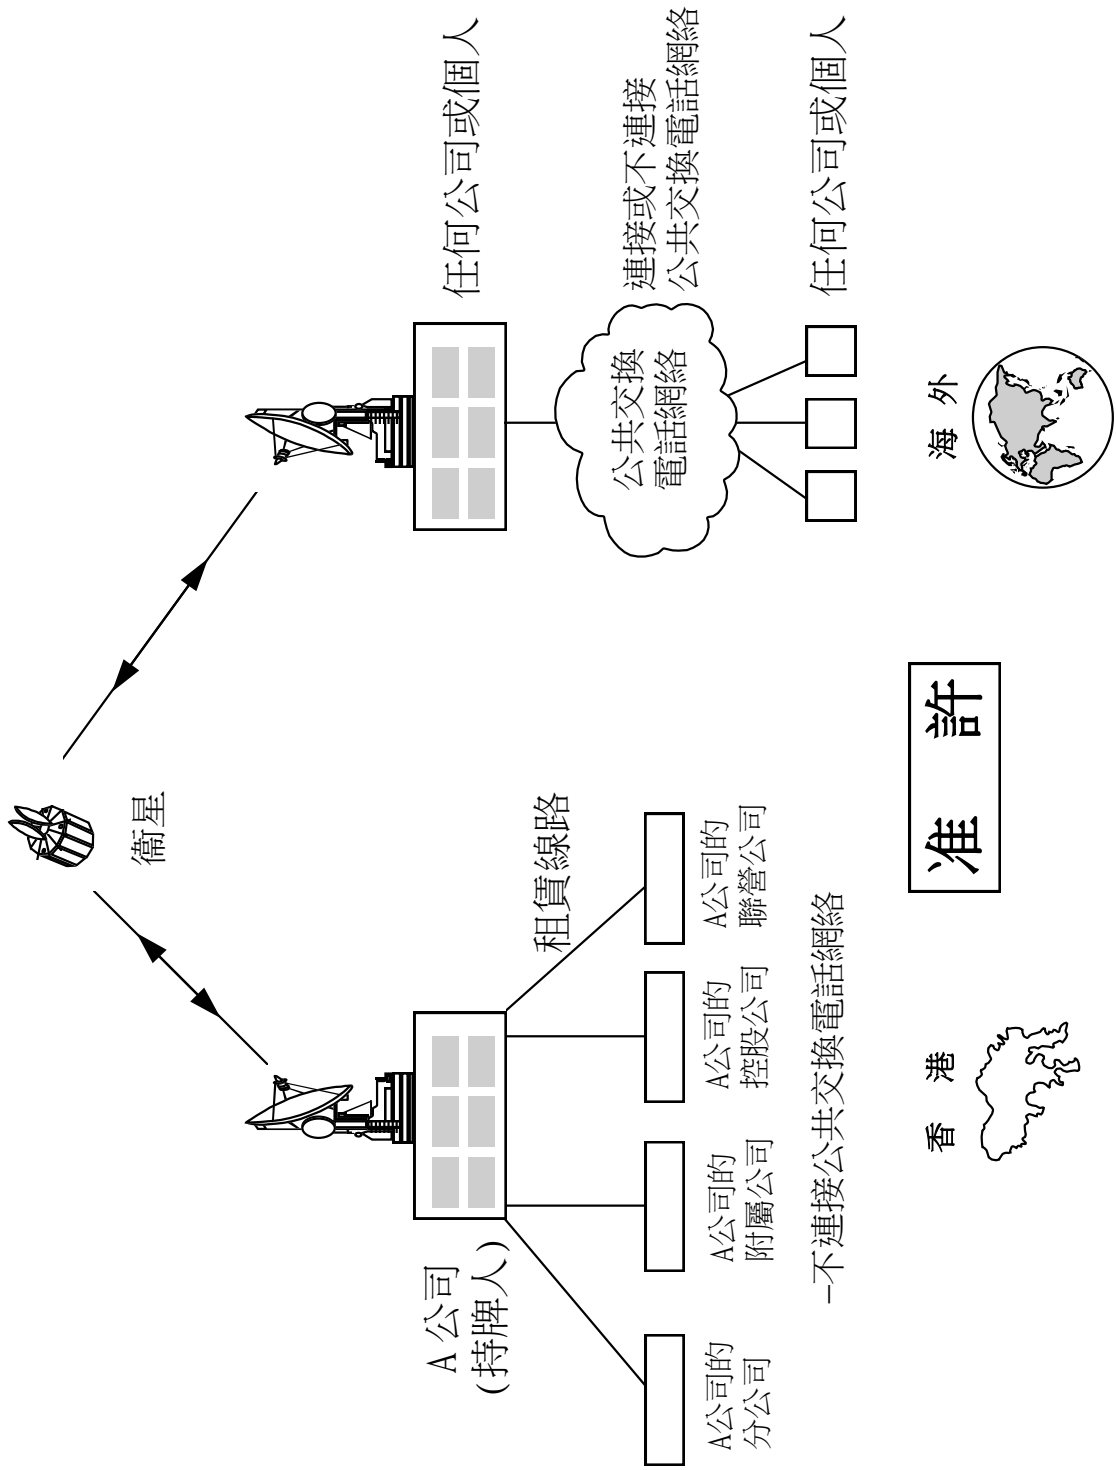 衞星
A 公司
(持牌人)
任何公司或個人
租賃線路
公共交換
電話網絡
連接或不連接
公共交換電話網絡
A公司的
分公司
A公司的
附屬公司
A公司的
控股公司
A公司的
聯營公司
–不連接公共交換電話網絡
任何公司或個人
香 港
准 許
海 外